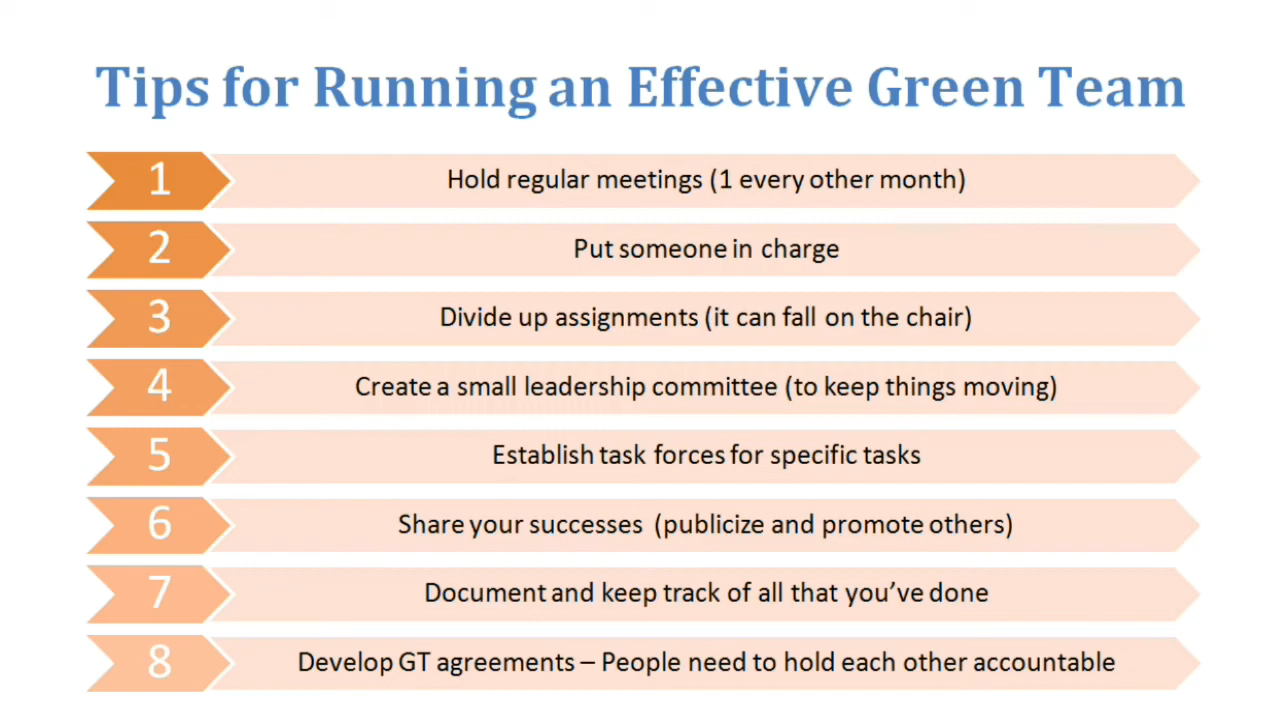 Tips for Running an Effective Green Team
1 Hold regular meetings (1 every other month)
2 Put someone in charge
3 Divide up assignments (it can fall on the chair)
4 Create a small leadership committee (to keep things moving)
5 Establish task forces for specific tasks
6 Share your successes (publicize and promote others)
7 Document and keep track of all that you’ve done
8 Develop GT agreements – People need to hold each other accountable